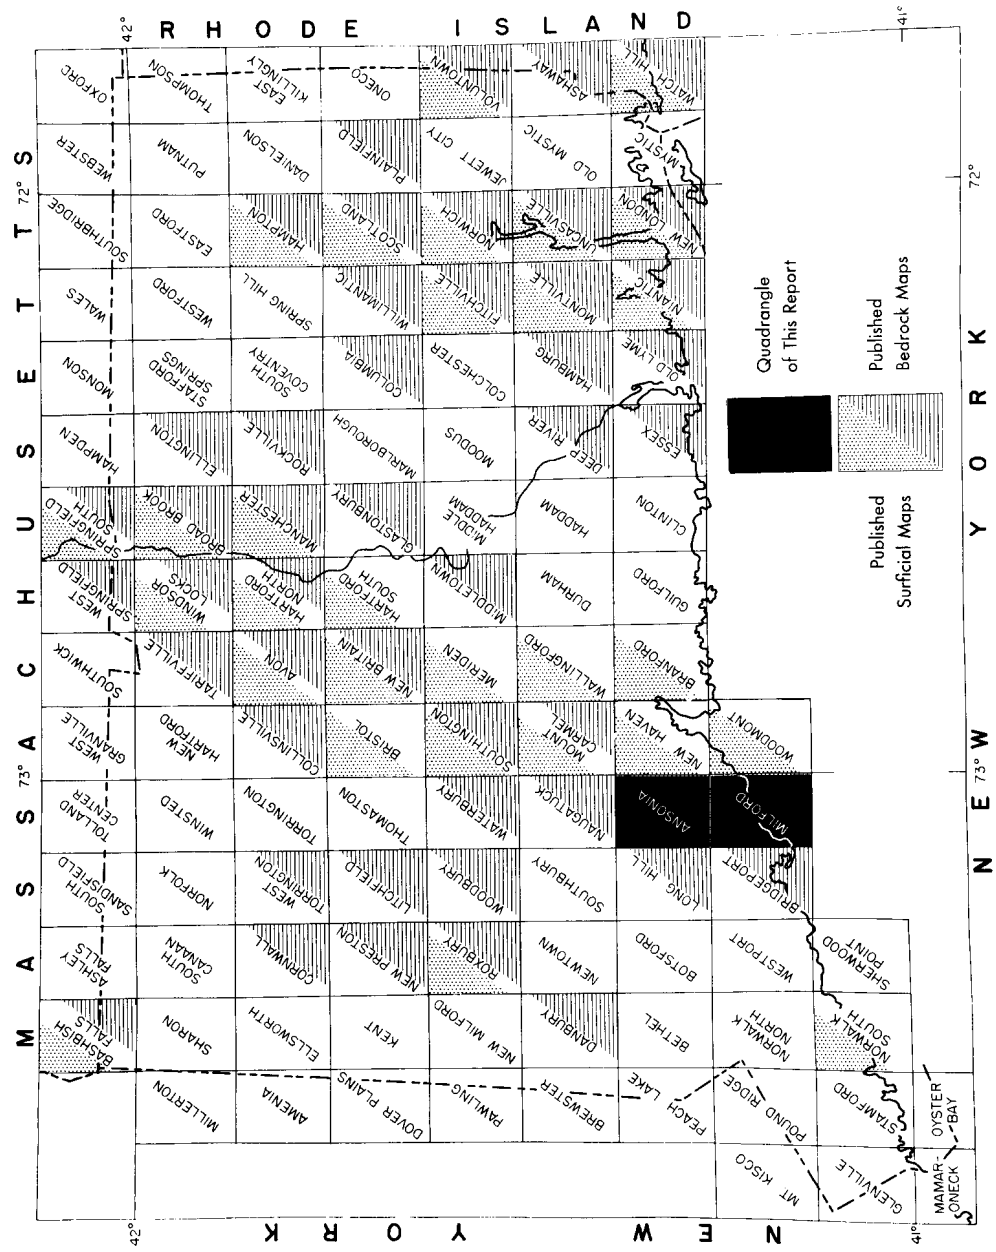 MASSACHUSETTS
73°
72°
42°
42°
BASHBISH
FALLS
ASHLEY
FALLS
SOUTH
SANDISFIELD
TOLLAND
CENTER
WEST
GRANVILLE
SOUTHWICK
WEST
SPRINGFIELD
SPRINGFIELD
SOUTH
HAMPDEN
MONSON
WALES
SOUTHBRIDGE
WEBSTER
OXFORD
MILLERTON
SHARON
SOUTH
CANAAN
NORFOLK
WINSTED
NEW
HARTFORD
TARIFFVILLE
WINDSOR
LOCKS
BROAD BROOK
ELLINGTON
STAFFORD
SPRINGS
WESTFORD
EASTFORD
PUTNAM
THOMPSON
AMENIA
ELLSWORTH
CORNWALL
WEST
TORRINGTON
TORRINGTON
COLLINSVILLE
AVON
HARTFORD
NORTH
MANCHESTER
ROCKVILLE
SOUTH
COVENTRY
SPRING HILL
HAMPTON
DANIELSON
EAST
KILLINGLY
DOVER PLAINS
KENT
NEW PRESTON
LITCHFIELD
THOMASTON
BRISTOL
NEW BRITAIN
HARTFORD
SOUTH
GLASTONBURY
MARLBOROUGH
COLUMBIA
WILLIMANTIC
SCOTLAND
PLAINFIELD
ONECO
PAWLING
NEW MILFORD
ROXBURY
WOODBURY
WATERBURY
SOUTHINGTON
MERIDEN
MIDDLETOWN
MIDDLE
HADDAM
MOODUS
COLCHESTER
FITCHVILLE
NORWICH
JEWETT CITY
VOLUNTOWN
BREWSTER
DANBURY
NEWTOWN
SOUTHBURY
NAUGATUCK
MOUNT
CARMEL
WALLINGFORD
DURHAM
HADDAM
DEEP
RIVER
HAMBURG
MONTVILLE
UNCASVILLE
OLD MYSTIC
ASHAWAY
PEACH LAKE
BETHEL
BOTSFORD
LONG HILL
ANSONIA
NEW
HAVEN
BRANFORD
GUILFORD
CLINTON
ESSEX
OLD LYME
NIANTIC
NEW
LONDON
MYSTIC
WATCH HILL
MT KISCO
POUND RIDGE
NORWALK
NORTH
WESTPORT
BRIDGEPORT
MILFORD
WOODMONT
GLENVILLE
STAMFORD
NORWALK
SOUTH
SHERWOOD
POINT
MAMAR-
ONECK
OYSTER
BAY
NEW YORK
RHODE ISLAND
Quadrangle
of This Report
Published
Surficial Maps
Published
Bedrock Maps
41°
73°
72°
41°
NEW YORK